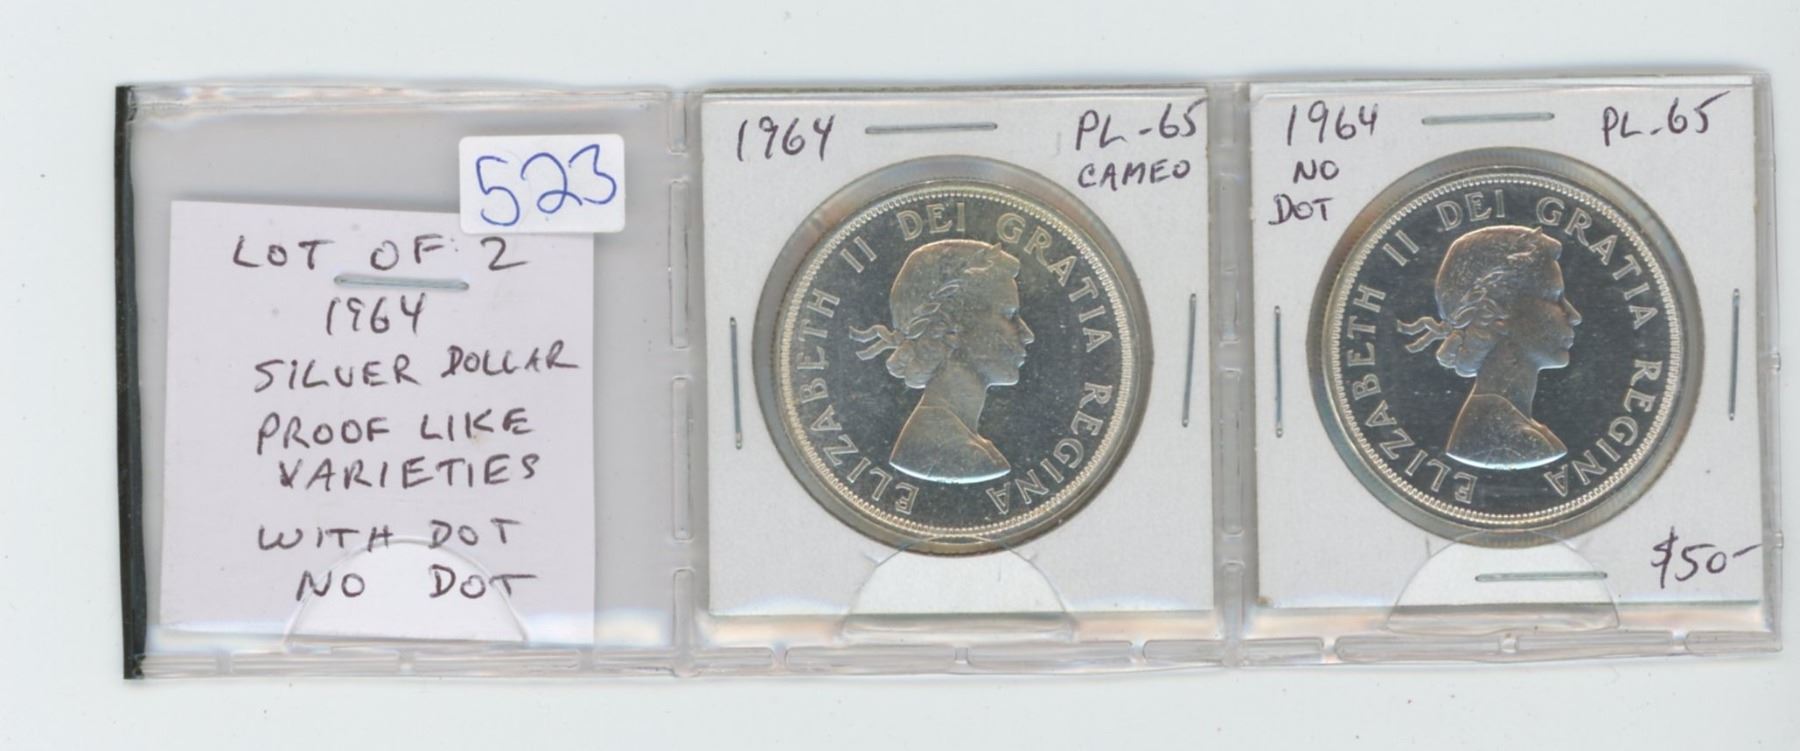 523
LOT OF 2
1964
SILVER DOLLAR
PROOF LIKE
VARIETIES
WITH DOT
NO DOT
1964 PL-65
CAMEO
ELIZABETH II DEI GRATIA REGINA
1964 PL-65
NO
DOT
ELIZABETH II DEI GRATIA REGINA
$50-